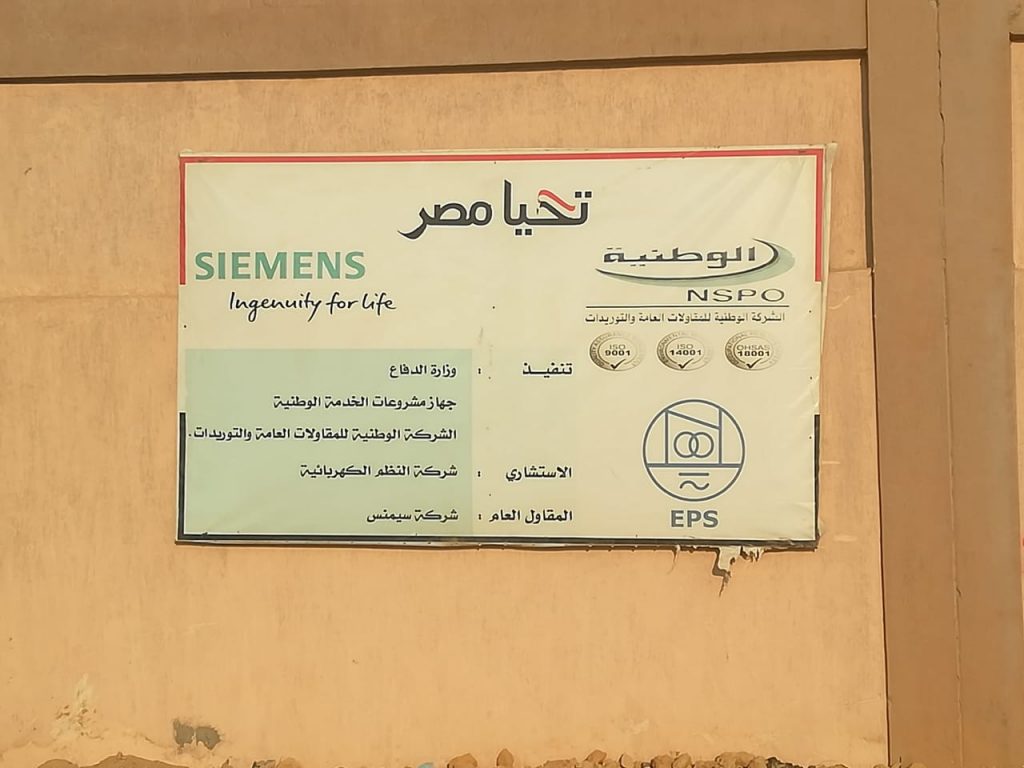 تحيا مصر
SIEMENS
Ingenuity for life
الوطنية
NSPO
الشركة الوطنية للمقاولات العامة والتوريدات
ISO 9001
ISO 14001
OHSAS 18001
تنفيذ : وزارة الدفاع
جهاز مشروعات الخدمة الوطنية
الشركة الوطنية للمقاولات العامة والتوريدات.
الاستشاري : شركة النظم الكهربائية
المقاول العام : شركة سيمنس
EPS